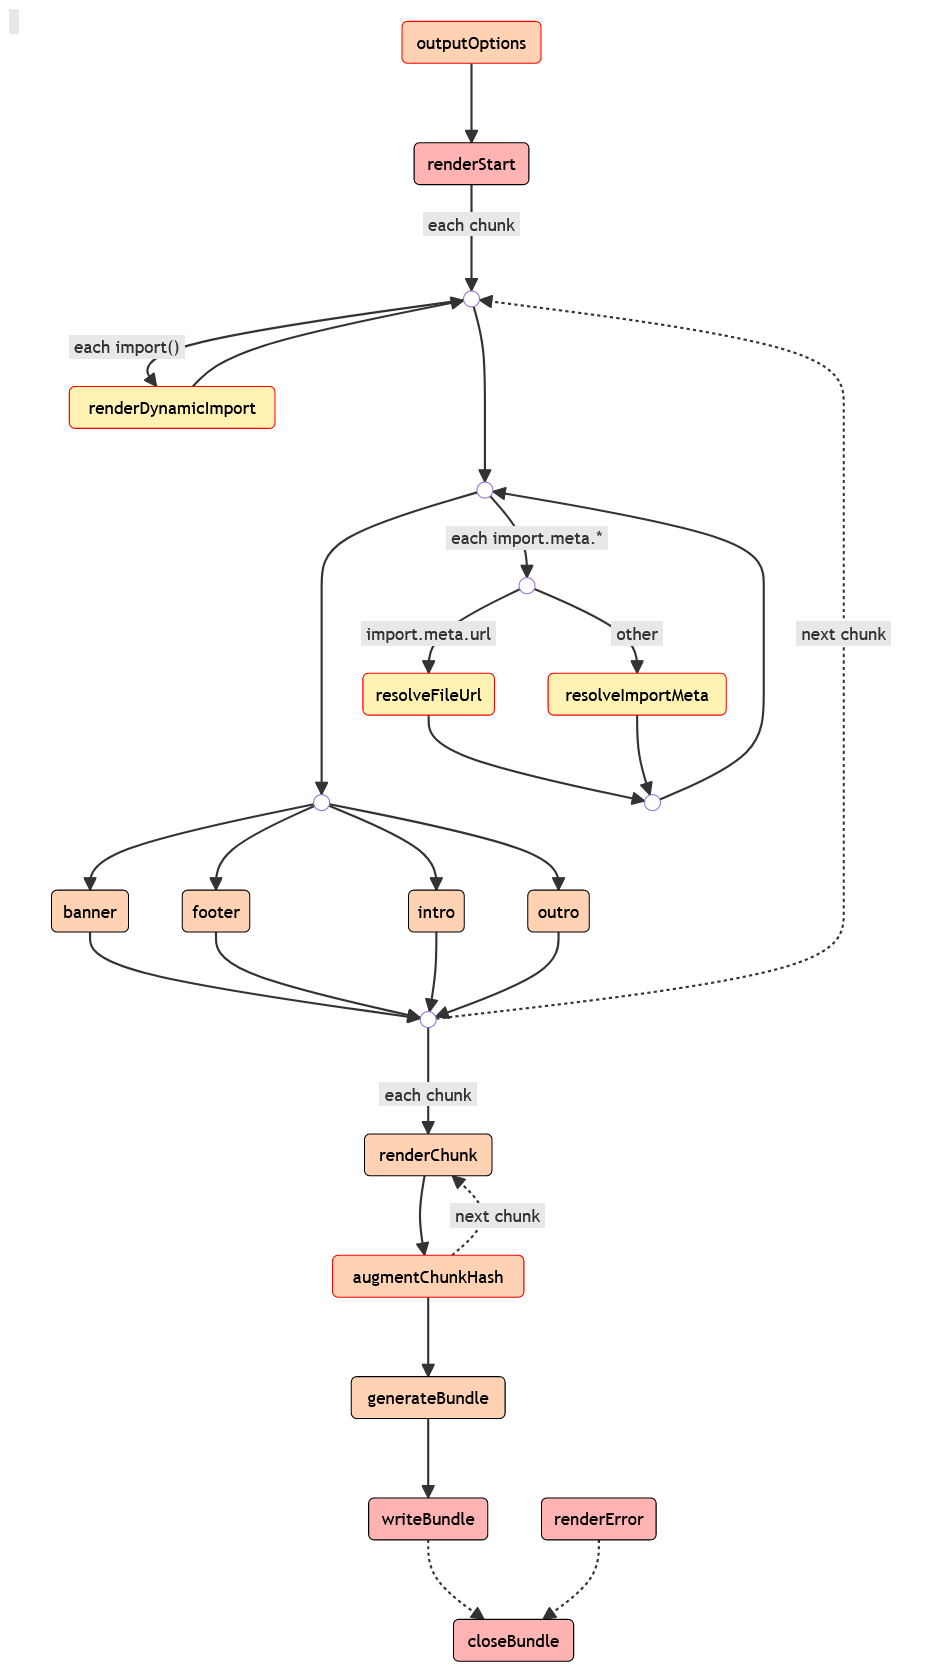 outputOptions
renderStart
each chunk
each import()
renderDynamicImport
each import.meta.*
import.meta.url
other
next chunk
resolveFileUrl
resolveImportMeta
banner
footer
intro
outro
each chunk
renderChunk
next chunk
augmentChunkHash
generateBundle
writeBundle
renderError
closeBundle